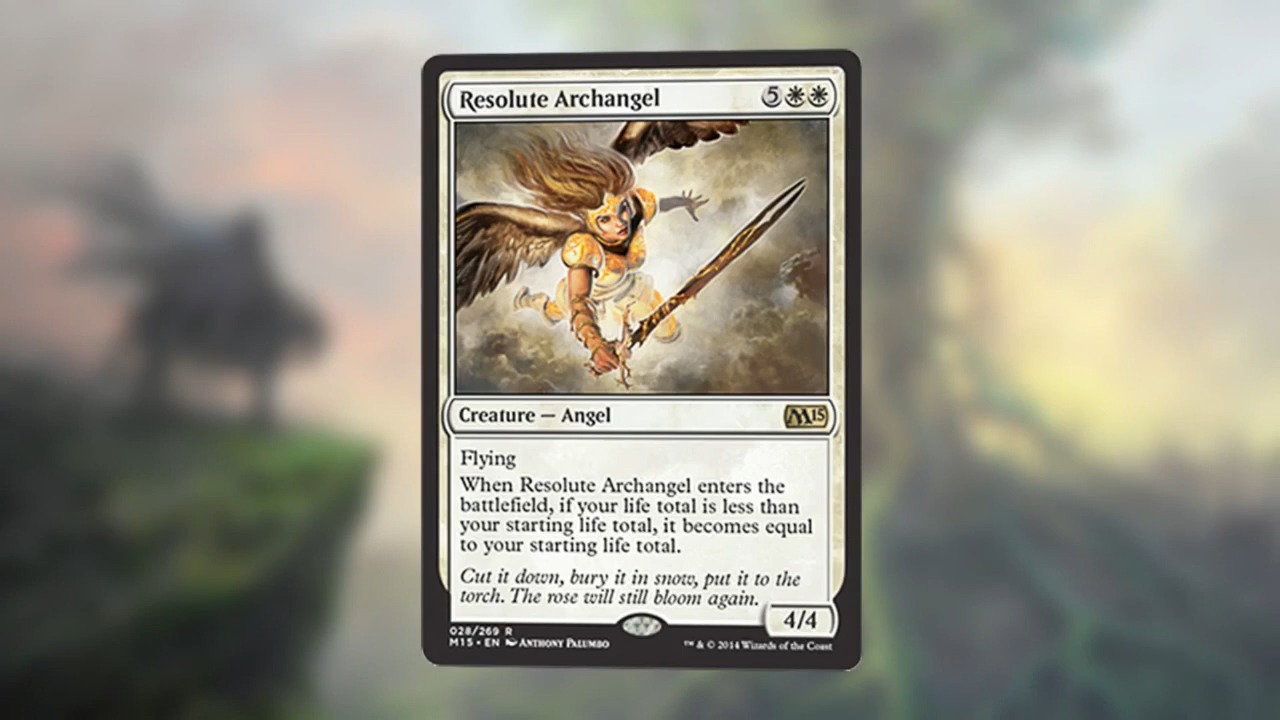 Resolute Archangel 5
Creature — Angel M15
Flying
When Resolute Archangel enters the
battlefield, if your life total is less than
your starting life total, it becomes equal
to your starting life total.
Cut it down, bury it in snow, put it to the
torch. The rose will still bloom again.
4/4
028/269 R
M15 • EN ANTHONY PALUMBO
™ & © 2014 Wizards of the Coast